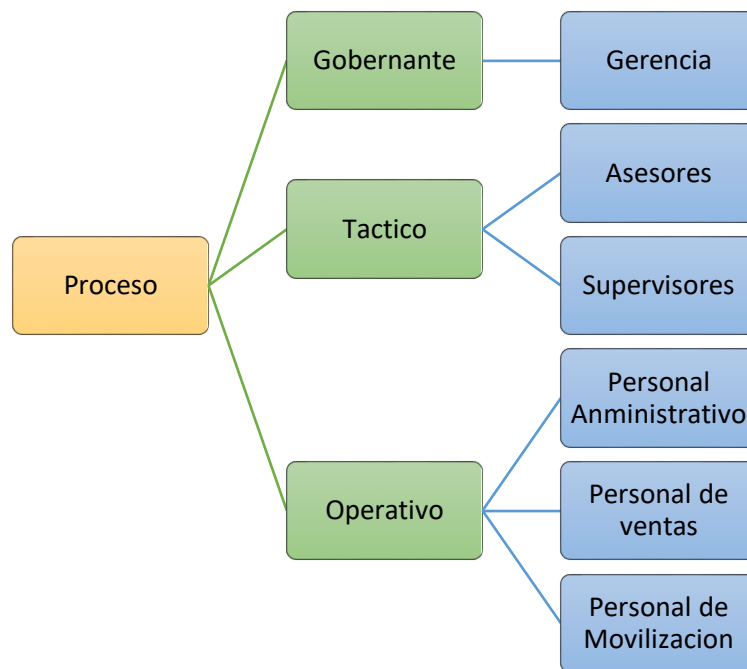 Gobernante
Gerencia
Asesores
Tactico
Proceso
Supervisores
Personal
Anministrativo
Operativo
Personal de
ventas
Personal de
Movilizacion